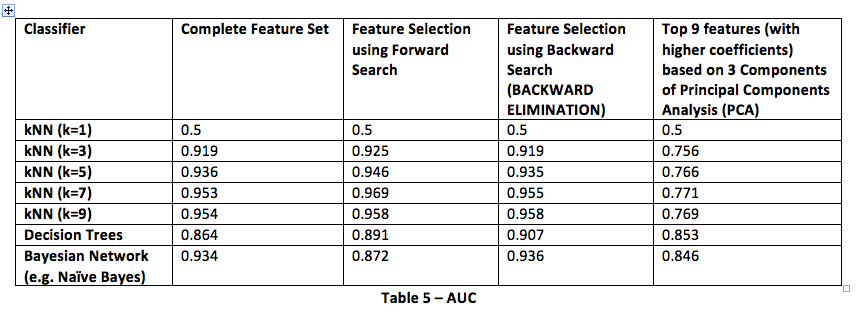 Classifier Complete Feature Set Feature Selection using Forward Search Feature Selection using Backward Search (BACKWARD ELIMINATION) Top 9 features (with higher coefficients) based on 3 Components of Principal Components Analysis (PCA)
kNN (k=1) 0.5 0.5 0.5 0.5
kNN (k=3) 0.919 0.925 0.919 0.756
kNN (k=5) 0.936 0.946 0.935 0.766
kNN (k=7) 0.953 0.969 0.955 0.771
kNN (k=9) 0.954 0.958 0.958 0.769
Decision Trees 0.864 0.891 0.907 0.853
Bayesian Network (e.g. Naïve Bayes) 0.934 0.872 0.936 0.846
Table 5 – AUC